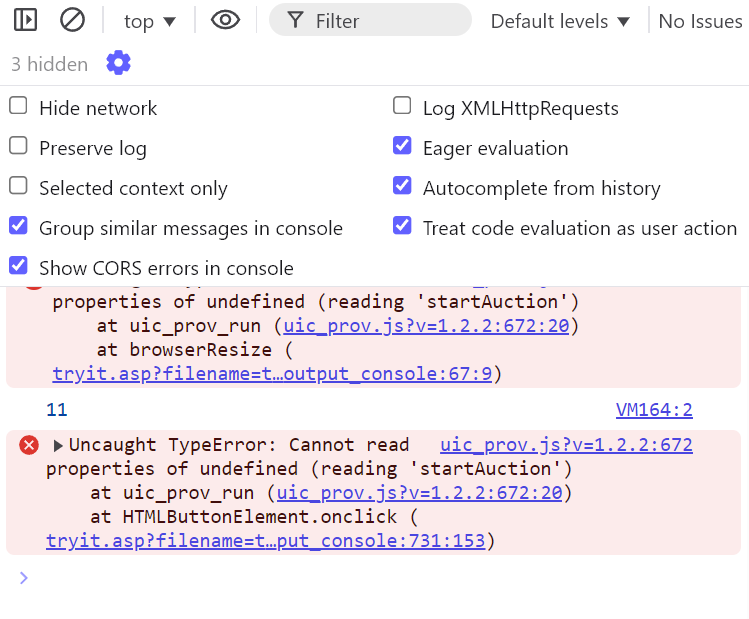 top ▼
Filter
Default levels ▼
No Issues
3 hidden
Hide network
Log XMLHttpRequests
Preserve log
Eager evaluation
Selected context only
Autocomplete from history
Group similar messages in console
Treat code evaluation as user action
Show CORS errors in console
properties of undefined (reading 'startAuction')
at uic_prov_run (uic_prov.js?v=1.2.2:672:20)
at browserResize (
tryit.asp?filename=t…output_console:67:9)
11 VM164:2
Uncaught TypeError: Cannot read uic_prov.js?v=1.2.2:672
properties of undefined (reading 'startAuction')
at uic_prov_run (uic_prov.js?v=1.2.2:672:20)
at HTMLButtonElement.onclick (
tryit.asp?filename=t…put_console:731:153)